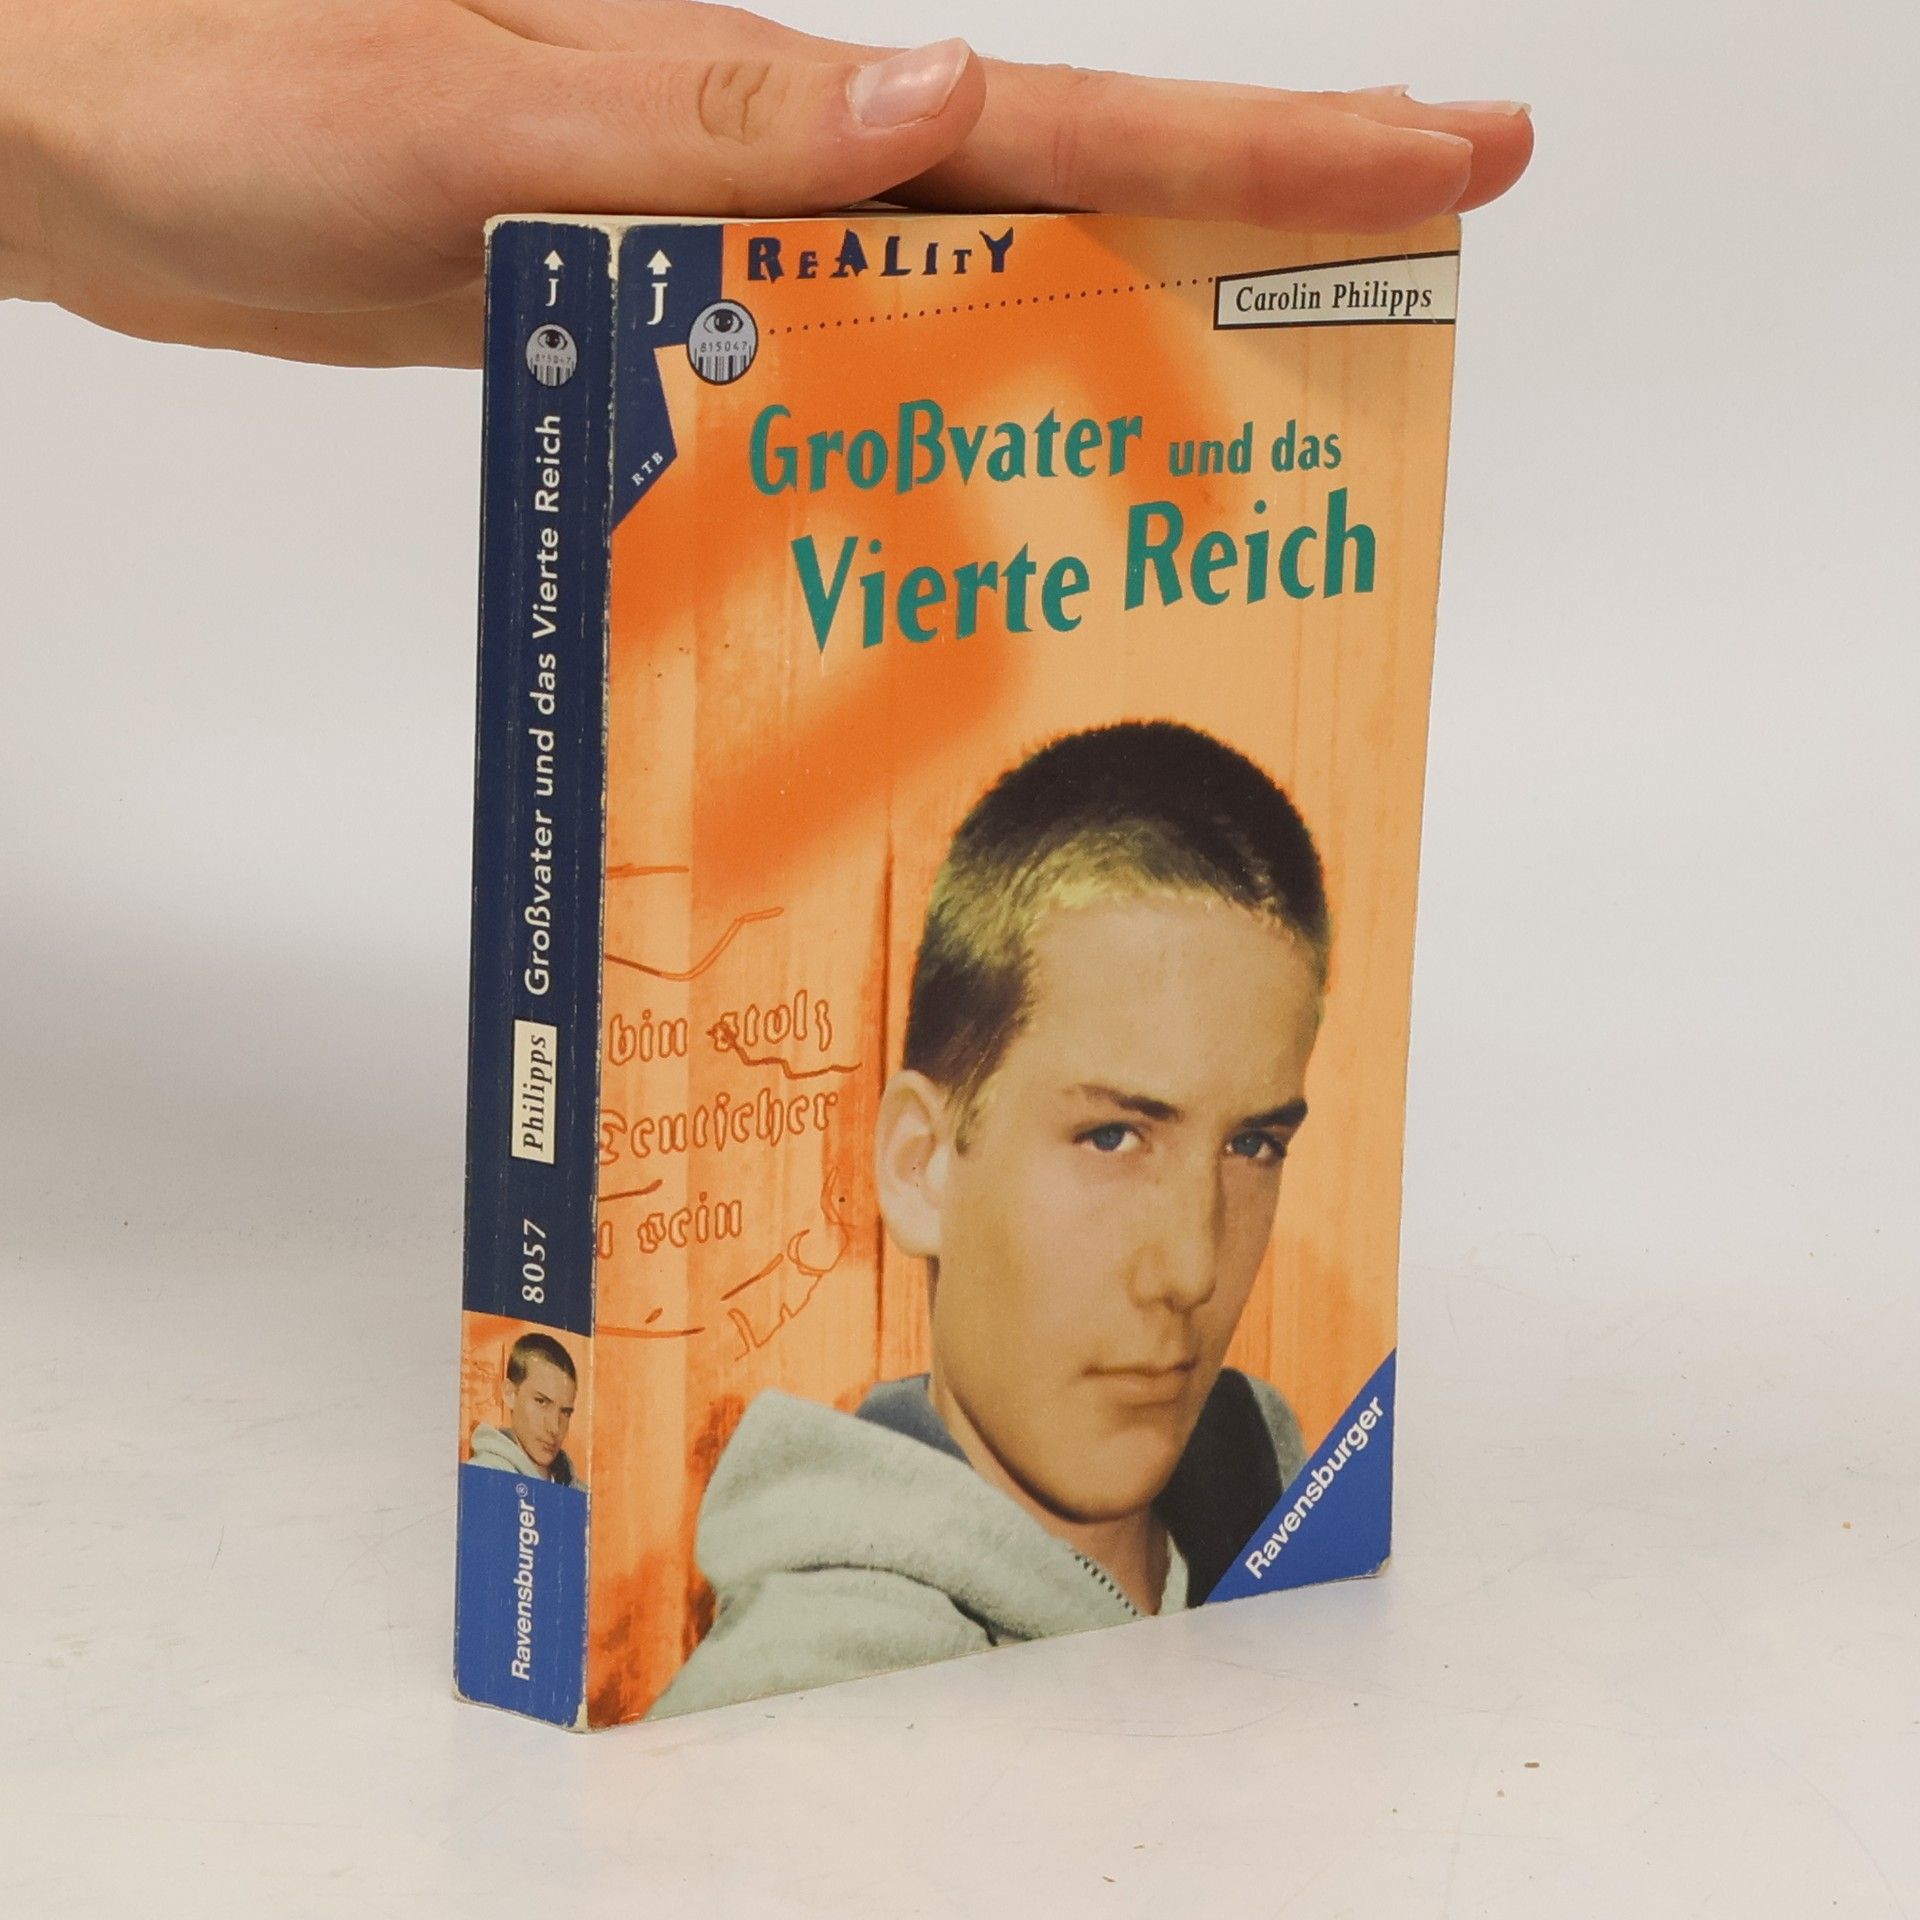 J
815047
Großvater und das Vierte Reich
Philipps
8057
Ravensburger®
J
REALITY
Carolin Philipps
815047
RTB
Großvater und das
Vierte Reich
bin stolz
Deutscher
sein
Ravensburger